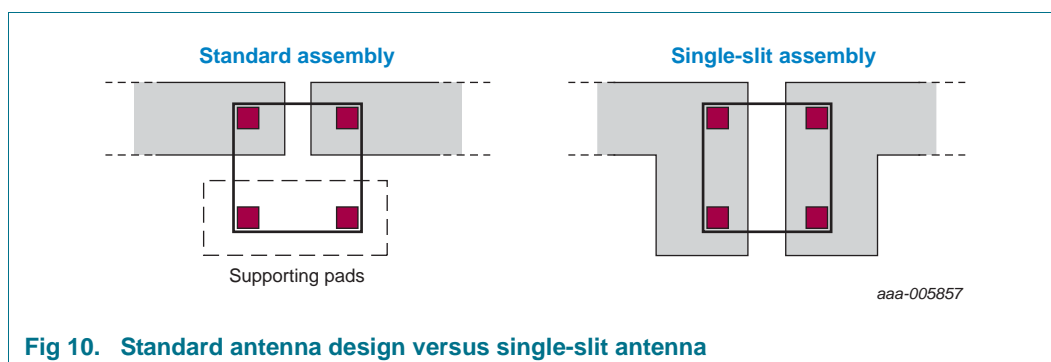 Standard assembly
Single-slit assembly
Supporting pads
aaa-005857
Fig 10. Standard antenna design versus single-slit antenna